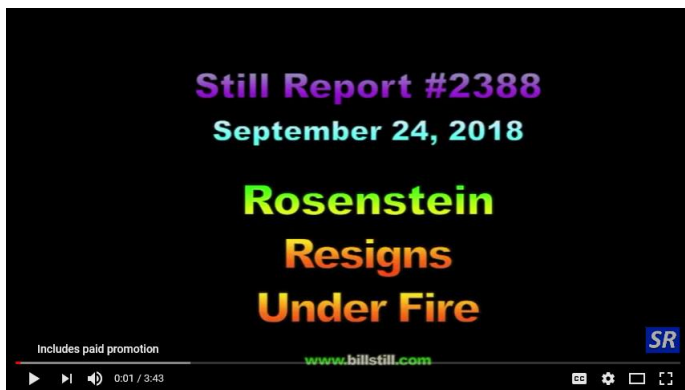 Still Report #2388
September 24, 2018
Rosenstein
Resigns
Under Fire
SR
Includes paid promotion
www.billstill.com
0:01 / 3:43
CC